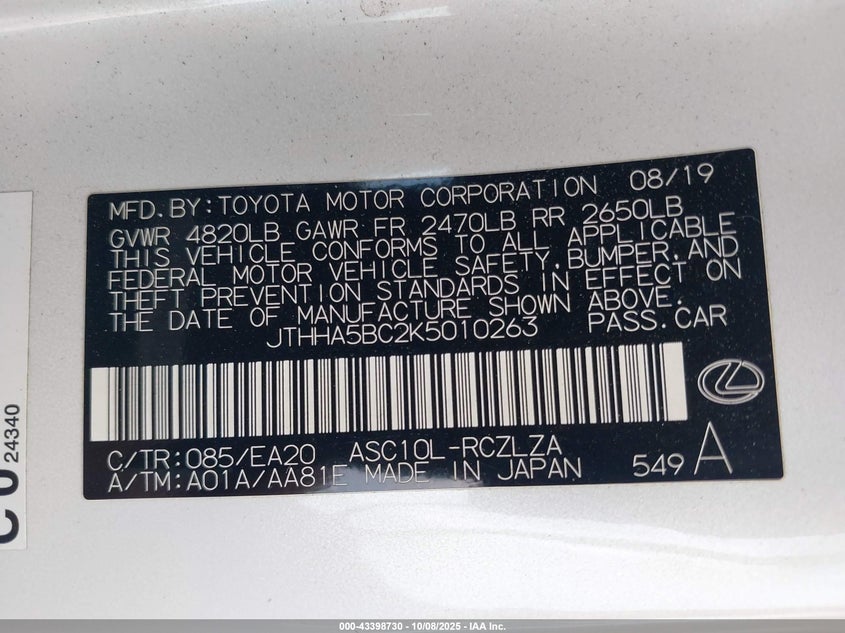 MFD.BY:TOYOTA MOTOR CORPORATION 08/19
GVWR 4820LB GAWR FR 2470LB RR 2650LB
THIS VEHICLE CONFORMS TO ALL APPLICABLE
FEDERAL MOTOR VEHICLE SAFETY,BUMPER,AND
THEFT PREVENTION STANDARDS IN EFFECT ON
THE DATE OF MANUFACTURE SHOWN ABOVE.
JTHHA5BC2K5010263 PASS.CAR
C/TR:085/EA20 ASC10L-RCZLZA
A/TM:A01A/AA81E MADE IN JAPAN 549 A
24340
000-43398730 - 10/08/2025 - IAA Inc.